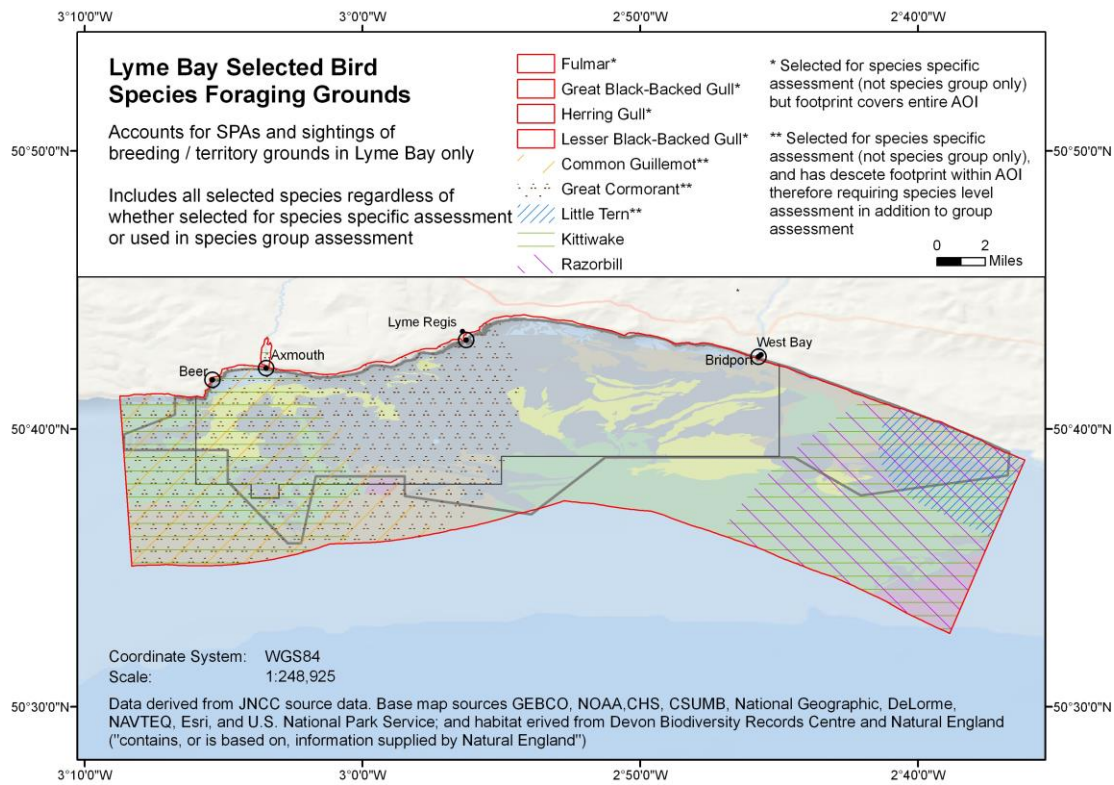 3°10'0"W 3°0'0"W 2°50'0"W 2°40'0"W
Lyme Bay Selected Bird
Species Foraging Grounds
Accounts for SPAs and sightings of
breeding / territory grounds in Lyme Bay only
Includes all selected species regardless of
whether selected for species specific assessment
or used in species group assessment
Fulmar*
Great Black-Backed Gull*
Herring Gull*
Lesser Black-Backed Gull*
Common Guillemot**
Great Cormorant**
Little Tern**
Kittiwake
Razorbill
* Selected for species specific
assessment (not species group only)
but footprint covers entire AOI
** Selected for species specific
assessment (not species group only),
and has descete footprint within AOI
therefore requiring species level
assessment in addition to group
assessment
0 2
Miles
50°50'0"N 50°50'0"N
Lyme Regis
Axmouth
Beer
West Bay
Bridport
50°40'0"N 50°40'0"N
Coordinate System: WGS84
Scale: 1:248,925
50°30'0"N 50°30'0"N
Data derived from JNCC source data. Base map sources GEBCO, NOAA,CHS, CSUMB, National Geographic, DeLorme,
NAVTEQ, Esri, and U.S. National Park Service; and habitat erived from Devon Biodiversity Records Centre and Natural England
("contains, or is based on, information supplied by Natural England")
3°10'0"W 3°0'0"W 2°50'0"W 2°40'0"W